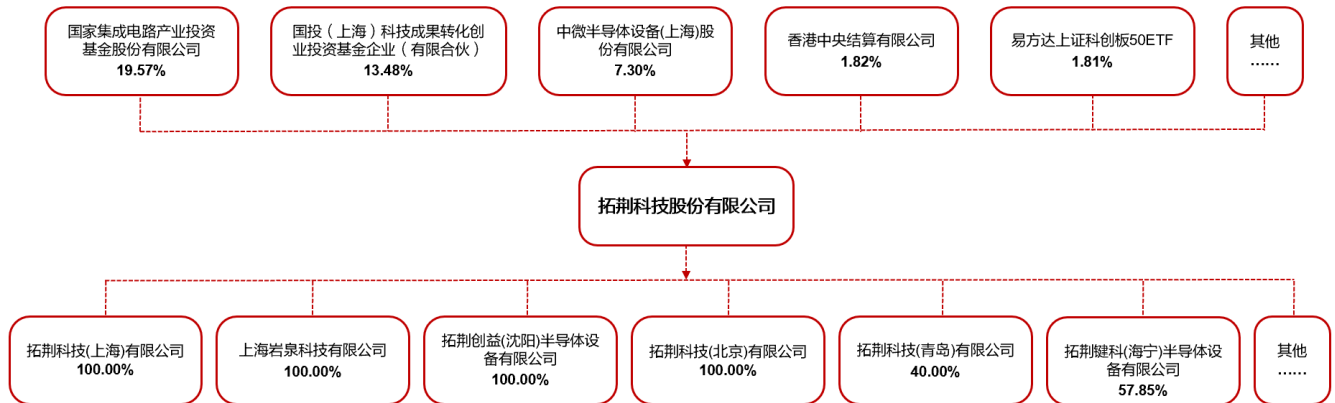 国家集成电路产业投资
基金股份有限公司
19.57%
国投（上海）科技成果转化创
业投资基金企业（有限合伙）
13.48%
中微半导体设备(上海)股
份有限公司
7.30%
香港中央结算有限公司
1.82%
易方达上证科创板50ETF
1.81%
其他
……
拓荆科技股份有限公司
拓荆科技(上海)有限公司
100.00%
上海岩泉科技有限公司
100.00%
拓荆创益(沈阳)半导体设
备有限公司
100.00%
拓荆科技(北京)有限公司
100.00%
拓荆科技(青岛)有限公司
40.00%
拓荆键科(海宁)半导体设
备有限公司
57.85%
其他
……